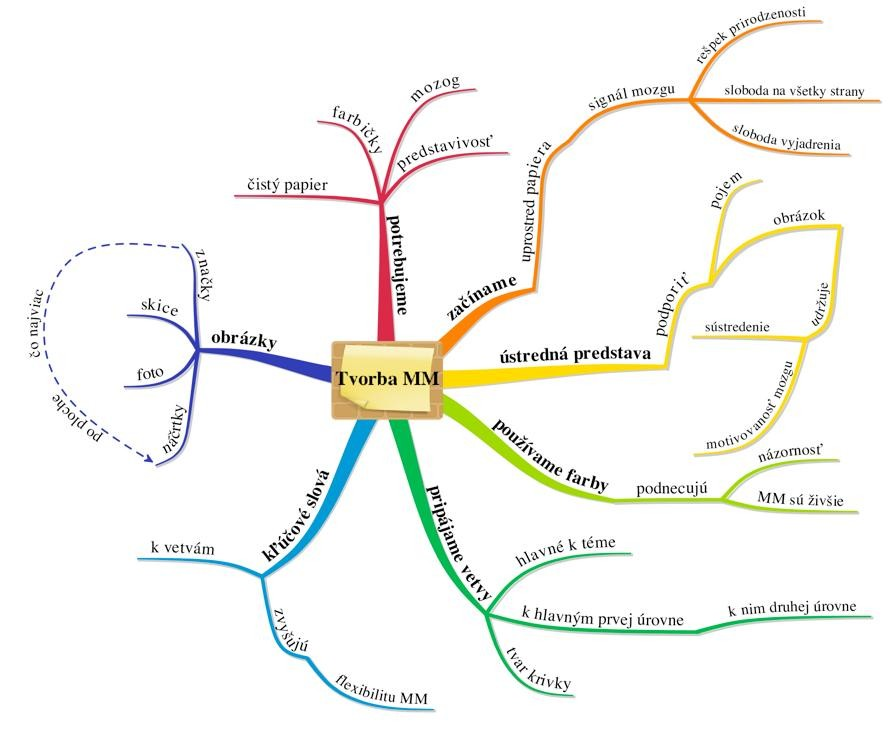 Tvorba MM
začíname
uprostred papiera
signál mozgu
rešpek prirodzenosti
sloboda na všetky strany
sloboda vyjadrenia
ústredná predstava
podporiť
pojem
obrázok
udržuje
sústredenie
motivovanosť mozgu
používame farby
podnecujú
názornosť
MM sú živšie
pripájame vetvy
hlavné k téme
k hlavným prvej úrovne
k nim druhej úrovne
tvar krivky
kľúčové slová
k vetvám
zvyšujú
flexibilitu MM
obrázky
značky
skice
foto
náčrtky
čo najviac
po ploche
potrebujeme
čistý papier
farbičky
mozog
predstavivosť